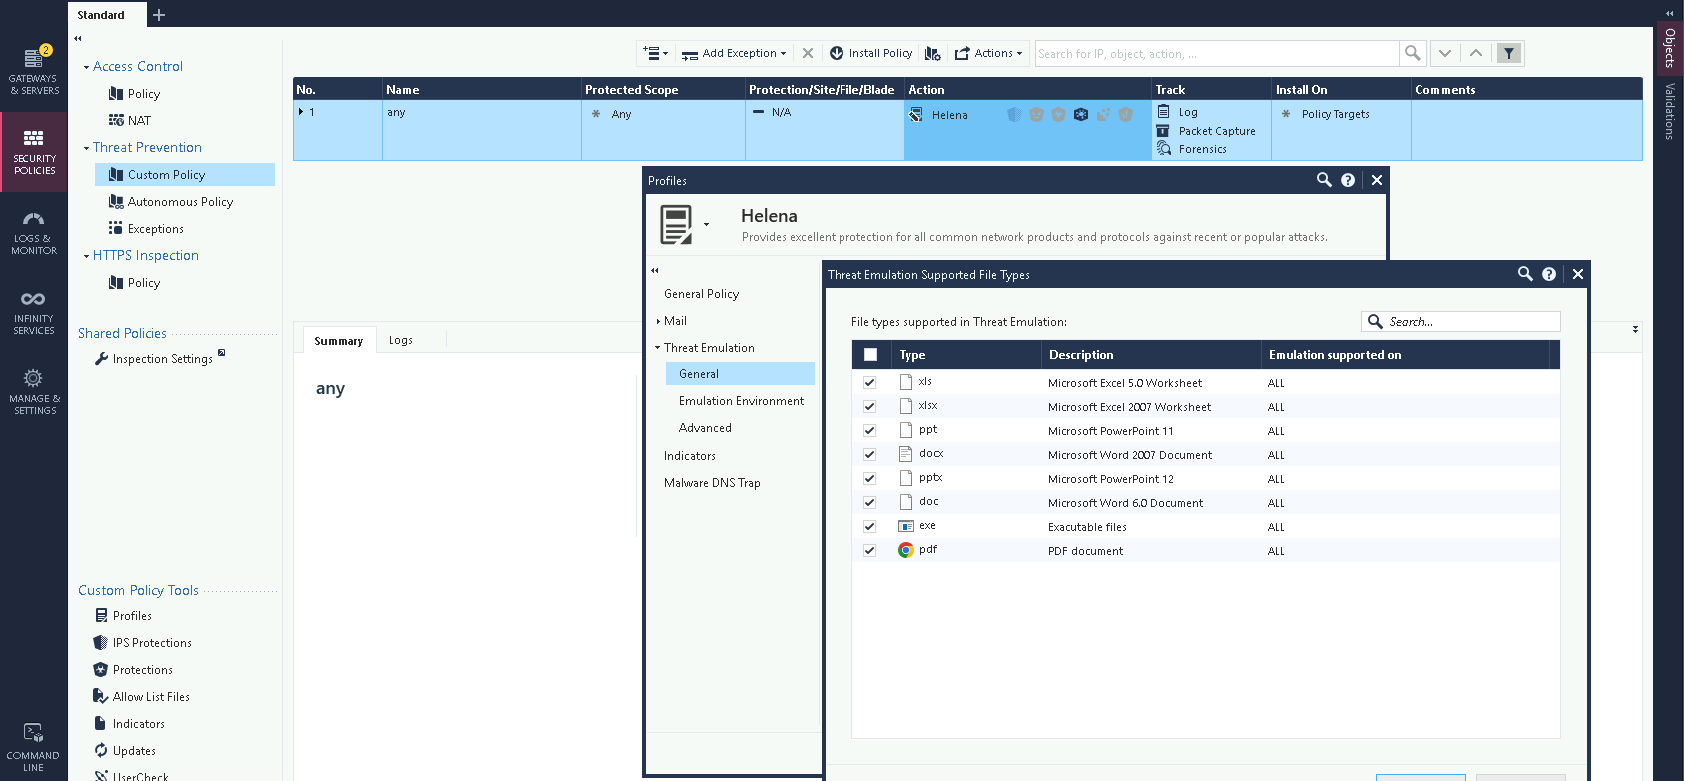 Standard
2
GATEWAYS
& SERVERS
SECURITY
POLICIES
LOGS &
MONITOR
INFINITY
SERVICES
MANAGE &
SETTINGS
COMMAND
LINE
Access Control
Policy
NAT
Threat Prevention
Custom Policy
Autonomous Policy
Exceptions
HTTPS Inspection
Policy
Shared Policies
Inspection Settings
Custom Policy Tools
Profiles
IPS Protections
Protections
Allow List Files
Indicators
Updates
UserCheck
Add Exception
Install Policy
Actions
Search for IP, object, action, ...
No. Name Protected Scope Protection/Site/File/Blade Action Track Install On Comments
1 any Any N/A Helena Log Policy Targets
Packet Capture
Forensics
Summary Logs
any
Profiles
Helena
Provides excellent protection for all common network products and protocols against recent or popular attacks.
General Policy
Mail
Threat Emulation
General
Emulation Environment
Advanced
Indicators
Malware DNS Trap
Threat Emulation Supported File Types
File types supported in Threat Emulation:
Search...
Type Description Emulation supported on
xls Microsoft Excel 5.0 Worksheet ALL
xlsx Microsoft Excel 2007 Worksheet ALL
ppt Microsoft PowerPoint 11 ALL
docx Microsoft Word 2007 Document ALL
pptx Microsoft PowerPoint 12 ALL
doc Microsoft Word 6.0 Document ALL
exe Exacutable files ALL
pdf PDF document ALL
Objects
Validations